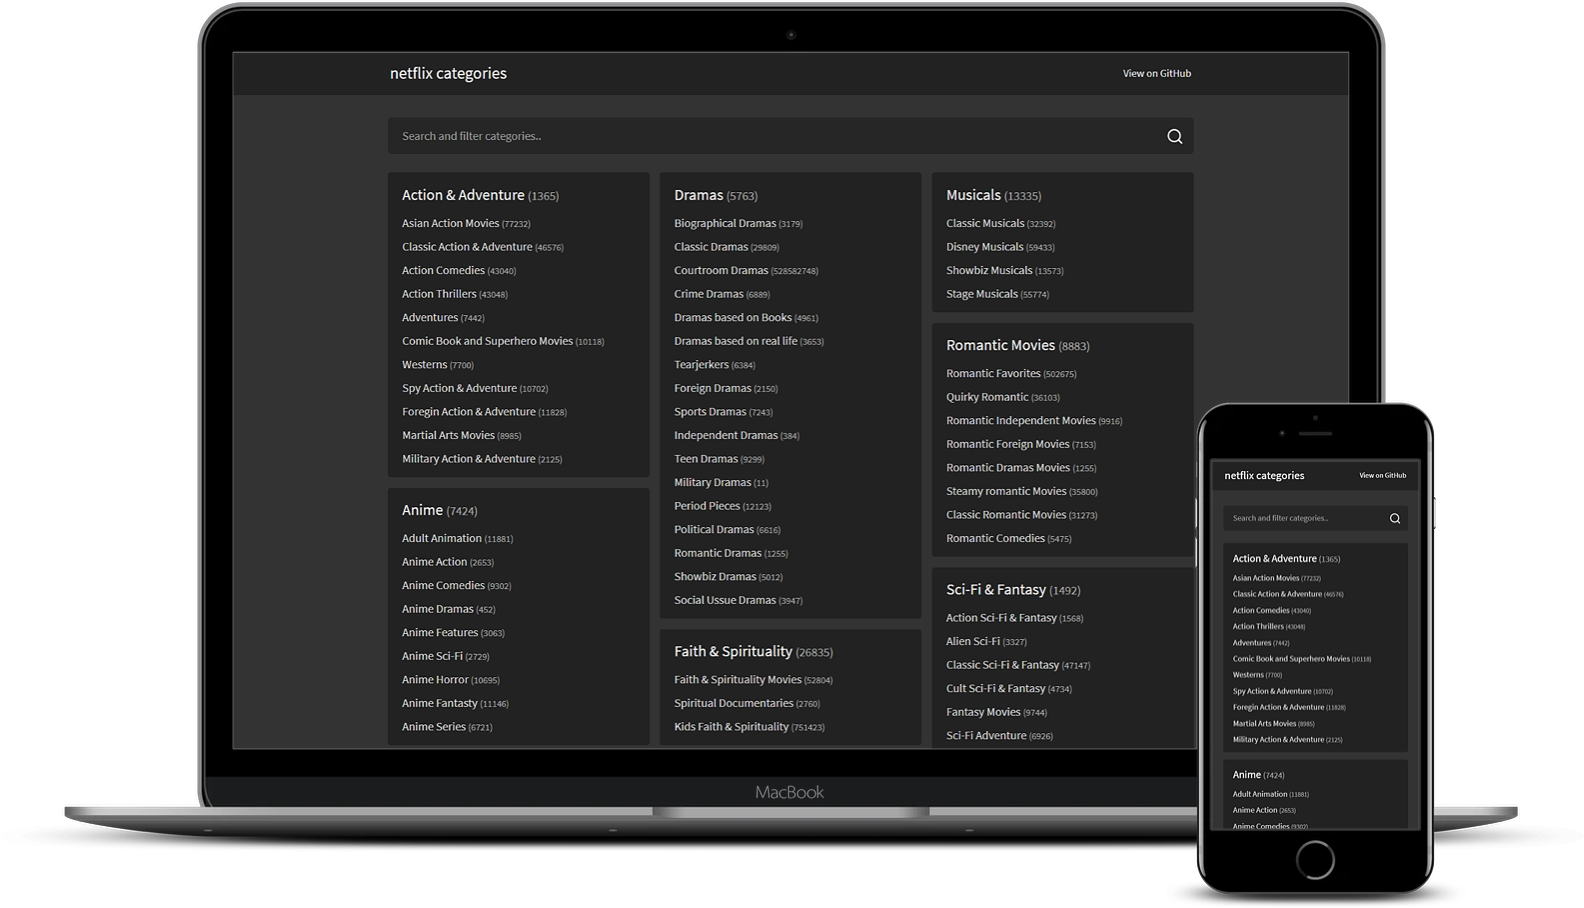 netflix categories
View on GitHub
Search and filter categories..
Action & Adventure (1365)
Asian Action Movies (77232)
Classic Action & Adventure (46576)
Action Comedies (43040)
Action Thrillers (43048)
Adventures (7442)
Comic Book and Superhero Movies (10118)
Westerns (7700)
Spy Action & Adventure (10702)
Foregin Action & Adventure (11828)
Martial Arts Movies (8985)
Military Action & Adventure (2125)
Anime (7424)
Adult Animation (11881)
Anime Action (2653)
Anime Comedies (9302)
Anime Dramas (452)
Anime Features (3063)
Anime Sci-Fi (2729)
Anime Horror (10695)
Anime Fantasty (11146)
Anime Series (6721)
Dramas (5763)
Biographical Dramas (3179)
Classic Dramas (29809)
Courtroom Dramas (528582748)
Crime Dramas (6889)
Dramas based on Books (4961)
Dramas based on real life (3653)
Tearjerkers (6384)
Foreign Dramas (2150)
Sports Dramas (7243)
Independent Dramas (384)
Teen Dramas (9299)
Military Dramas (11)
Period Pieces (12123)
Political Dramas (6616)
Romantic Dramas (1255)
Showbiz Dramas (5012)
Social Ussue Dramas (3947)
Faith & Spirituality (26835)
Faith & Spirituality Movies (52804)
Spiritual Documentaries (2760)
Kids Faith & Spirituality (751423)
Musicals (13335)
Classic Musicals (32392)
Disney Musicals (59433)
Showbiz Musicals (13573)
Stage Musicals (55774)
Romantic Movies (8883)
Romantic Favorites (502675)
Quirky Romantic (36103)
Romantic Independent Movies (9916)
Romantic Foreign Movies (7153)
Romantic Dramas Movies (1255)
Steamy romantic Movies (35800)
Classic Romantic Movies (31273)
Romantic Comedies (5475)
Sci-Fi & Fantasy (1492)
Action Sci-Fi & Fantasy (1568)
Alien Sci-Fi (3327)
Classic Sci-Fi & Fantasy (47147)
Cult Sci-Fi & Fantasy (4734)
Fantasy Movies (9744)
Sci-Fi Adventure (6926)
MacBook
netflix categories
View on GitHub
Search and filter categories..
Action & Adventure (1365)
Asian Action Movies (77232)
Classic Action & Adventure (46576)
Action Comedies (43040)
Action Thrillers (43048)
Adventures (7442)
Comic Book and Superhero Movies (10118)
Westerns (7700)
Spy Action & Adventure (10702)
Foregin Action & Adventure (11828)
Martial Arts Movies (8985)
Military Action & Adventure (2125)
Anime (7424)
Adult Animation (11881)
Anime Action (2653)
Anime Comedies (9302)